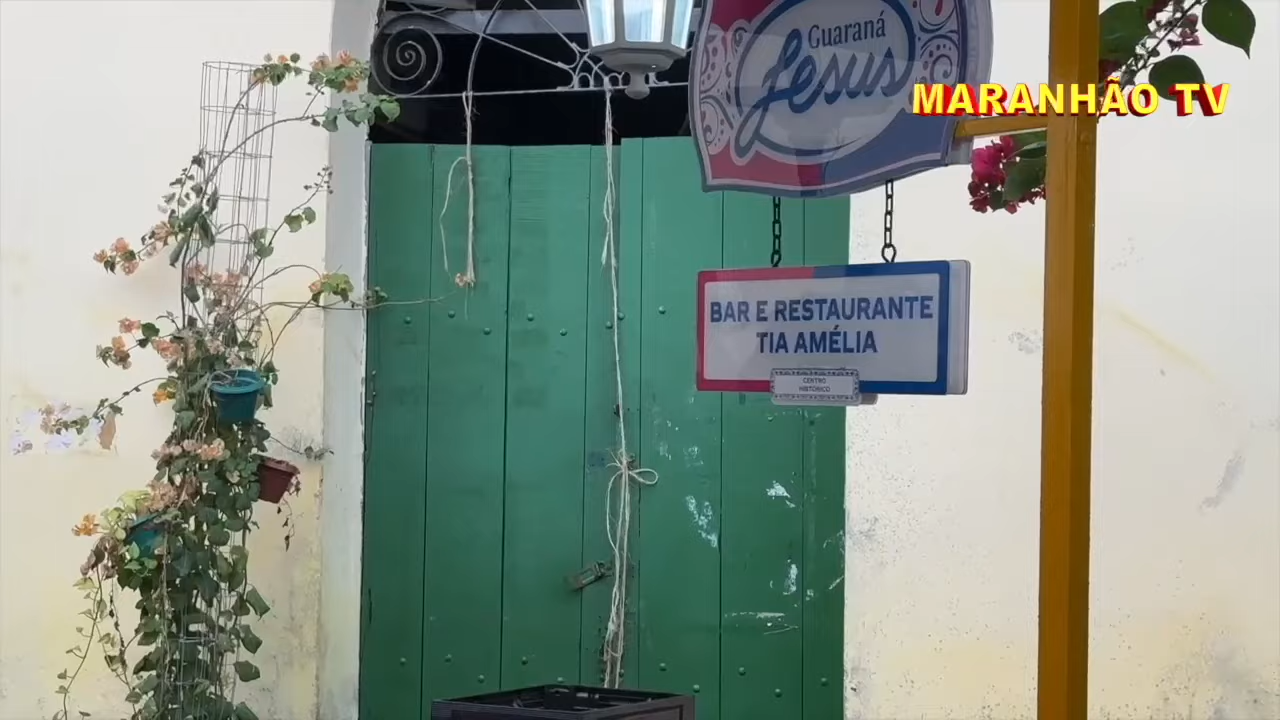 Guaraná
Jesus
MARANHÃO TV
BAR E RESTAURANTE
TIA AMÉLIA
CENTRO
HISTÓRICO